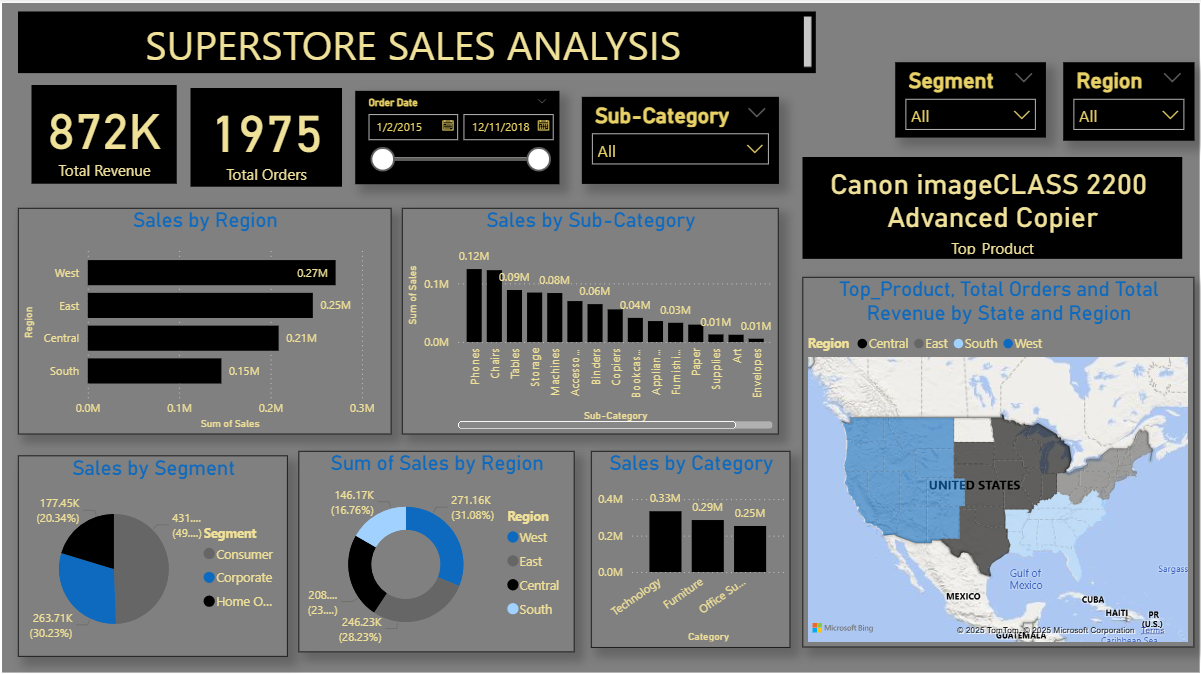 SUPERSTORE SALES ANALYSIS
872K
Total Revenue
1975
Total Orders
Order Date
1/2/2015
12/11/2018
Sub-Category
All
Segment
All
Region
All
Canon imageCLASS 2200
Advanced Copier
Top_Product
Sales by Region
Region
West
0.27M
East
0.25M
Central
0.21M
South
0.15M
0.0M 0.1M 0.2M 0.3M
Sum of Sales
Sales by Sub-Category
Sum of Sales
0.1M
0.0M
0.12M
0.09M
0.08M
0.06M
0.04M
0.03M
0.01M
0.01M
Phones
Chairs
Tables
Storage
Machines
Accesso...
Binders
Copiers
Bookcas...
Applian...
Furnishi...
Paper
Supplies
Art
Envelopes
Sub-Category
Top_Product, Total Orders and Total
Revenue by State and Region
Region Central East South West
UNITED STATES
Gulf of
Mexico
MEXICO
CUBA
HAITI
PR
(U.S.)
GUATEMALA
Sargass
Caribbean Sea
Microsoft Bing
© 2025 TomTom, © 2025 Microsoft Corporation Terms
Sales by Segment
177.45K
(20.34%)
431....
(49....)
263.71K
(30.23%)
Segment
Consumer
Corporate
Home O...
Sum of Sales by Region
146.17K
(16.76%)
271.16K
(31.08%)
208....
(23....)
246.23K
(28.23%)
Region
West
East
Central
South
Sales by Category
0.4M
0.2M
0.0M
0.33M
0.29M
0.25M
Technology
Furniture
Office Su...
Category